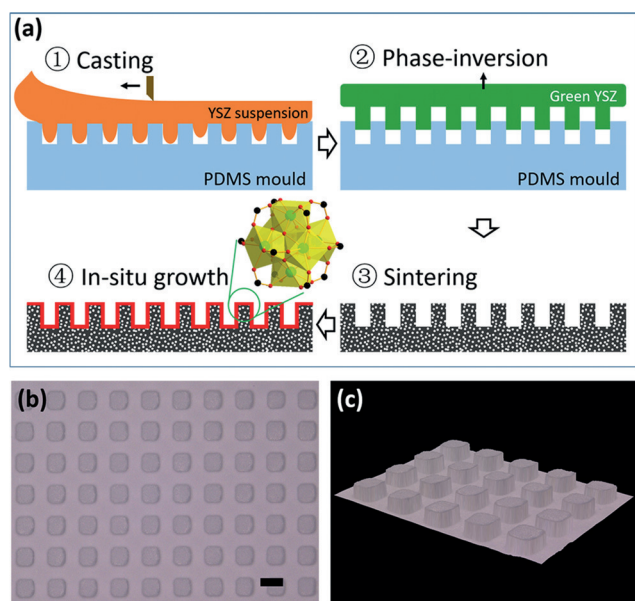 (a)
① Casting
② Phase-inversion
YSZ suspension
Green YSZ
PDMS mould
PDMS mould
④ In-situ growth
③ Sintering
(b)
(c)